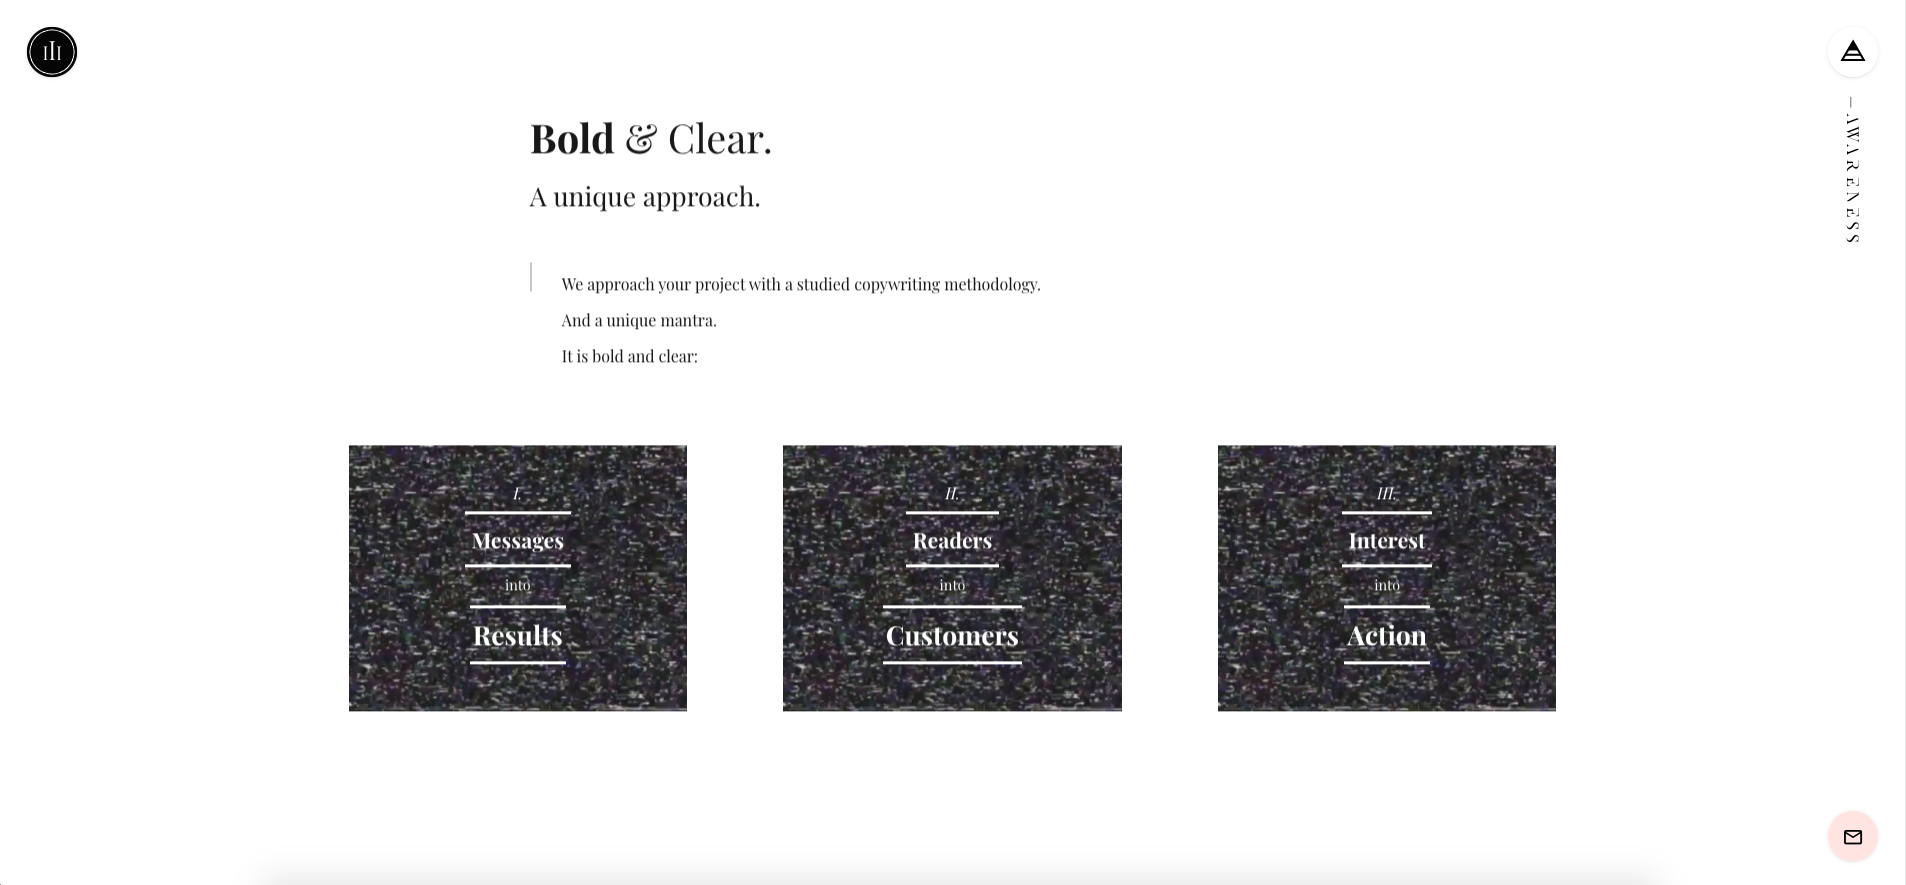 Bold & Clear.
A unique approach.
— AWARENESS
We approach your project with a studied copywriting methodology.
And a unique mantra.
It is bold and clear:
I.
Messages
into
Results
II.
Readers
into
Customers
III.
Interest
into
Action